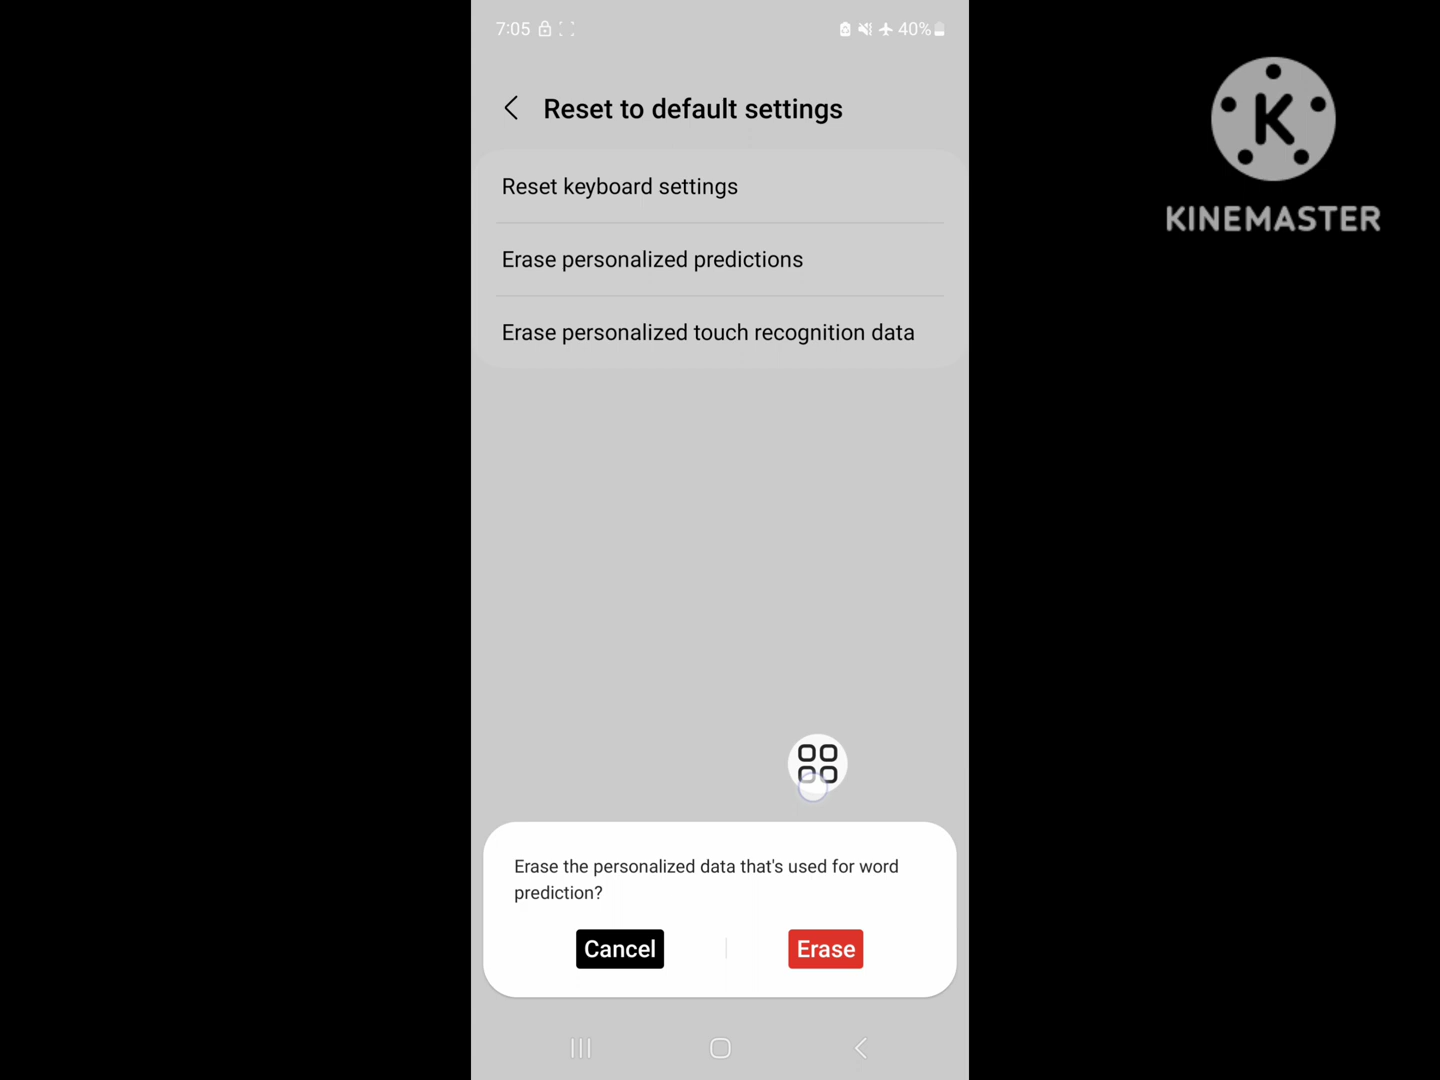 7:05
40%
K
KINEMASTER
Reset to default settings
Reset keyboard settings
Erase personalized predictions
Erase personalized touch recognition data
Erase the personalized data that's used for word
prediction?
Cancel
Erase